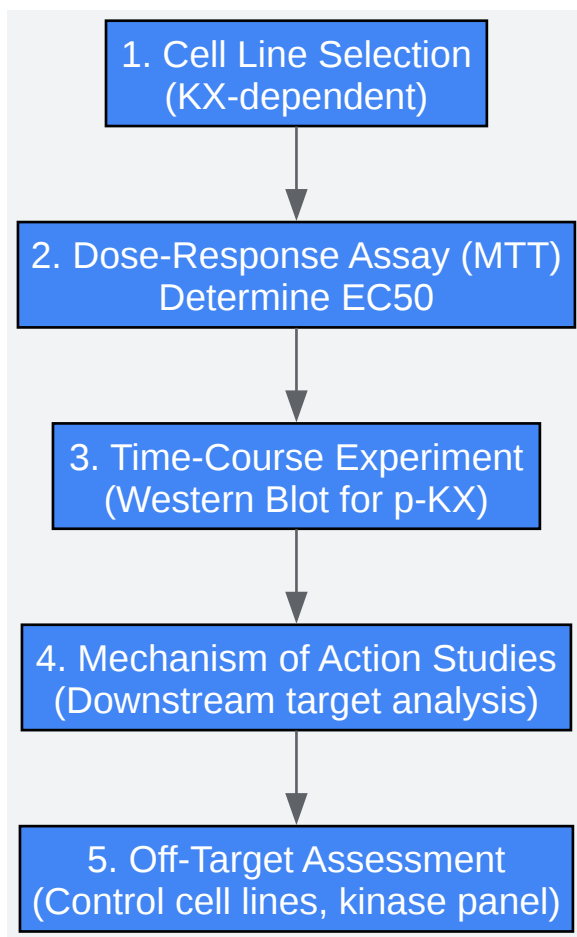 1. Cell Line Selection
(KX-dependent)
2. Dose-Response Assay (MTT)
Determine EC50
3. Time-Course Experiment
(Western Blot for p-KX)
4. Mechanism of Action Studies
(Downstream target analysis)
5. Off-Target Assessment
(Control cell lines, kinase panel)